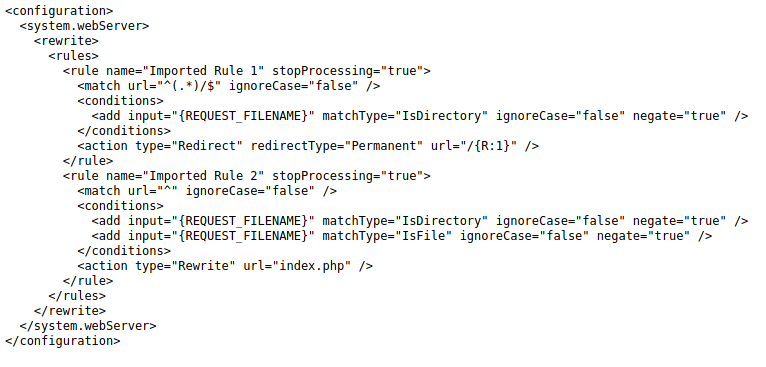 <configuration>
  <system.webServer>
    <rewrite>
      <rules>
        <rule name="Imported Rule 1" stopProcessing="true">
          <match url="^(.*)/$" ignoreCase="false" />
          <conditions>
            <add input="{REQUEST_FILENAME}" matchType="IsDirectory" ignoreCase="false" negate="true" />
          </conditions>
          <action type="Redirect" redirectType="Permanent" url="/{R:1}" />
        </rule>
        <rule name="Imported Rule 2" stopProcessing="true">
          <match url="^" ignoreCase="false" />
          <conditions>
            <add input="{REQUEST_FILENAME}" matchType="IsDirectory" ignoreCase="false" negate="true" />
            <add input="{REQUEST_FILENAME}" matchType="IsFile" ignoreCase="false" negate="true" />
          </conditions>
          <action type="Rewrite" url="index.php" />
        </rule>
      </rules>
    </rewrite>
  </system.webServer>
</configuration>